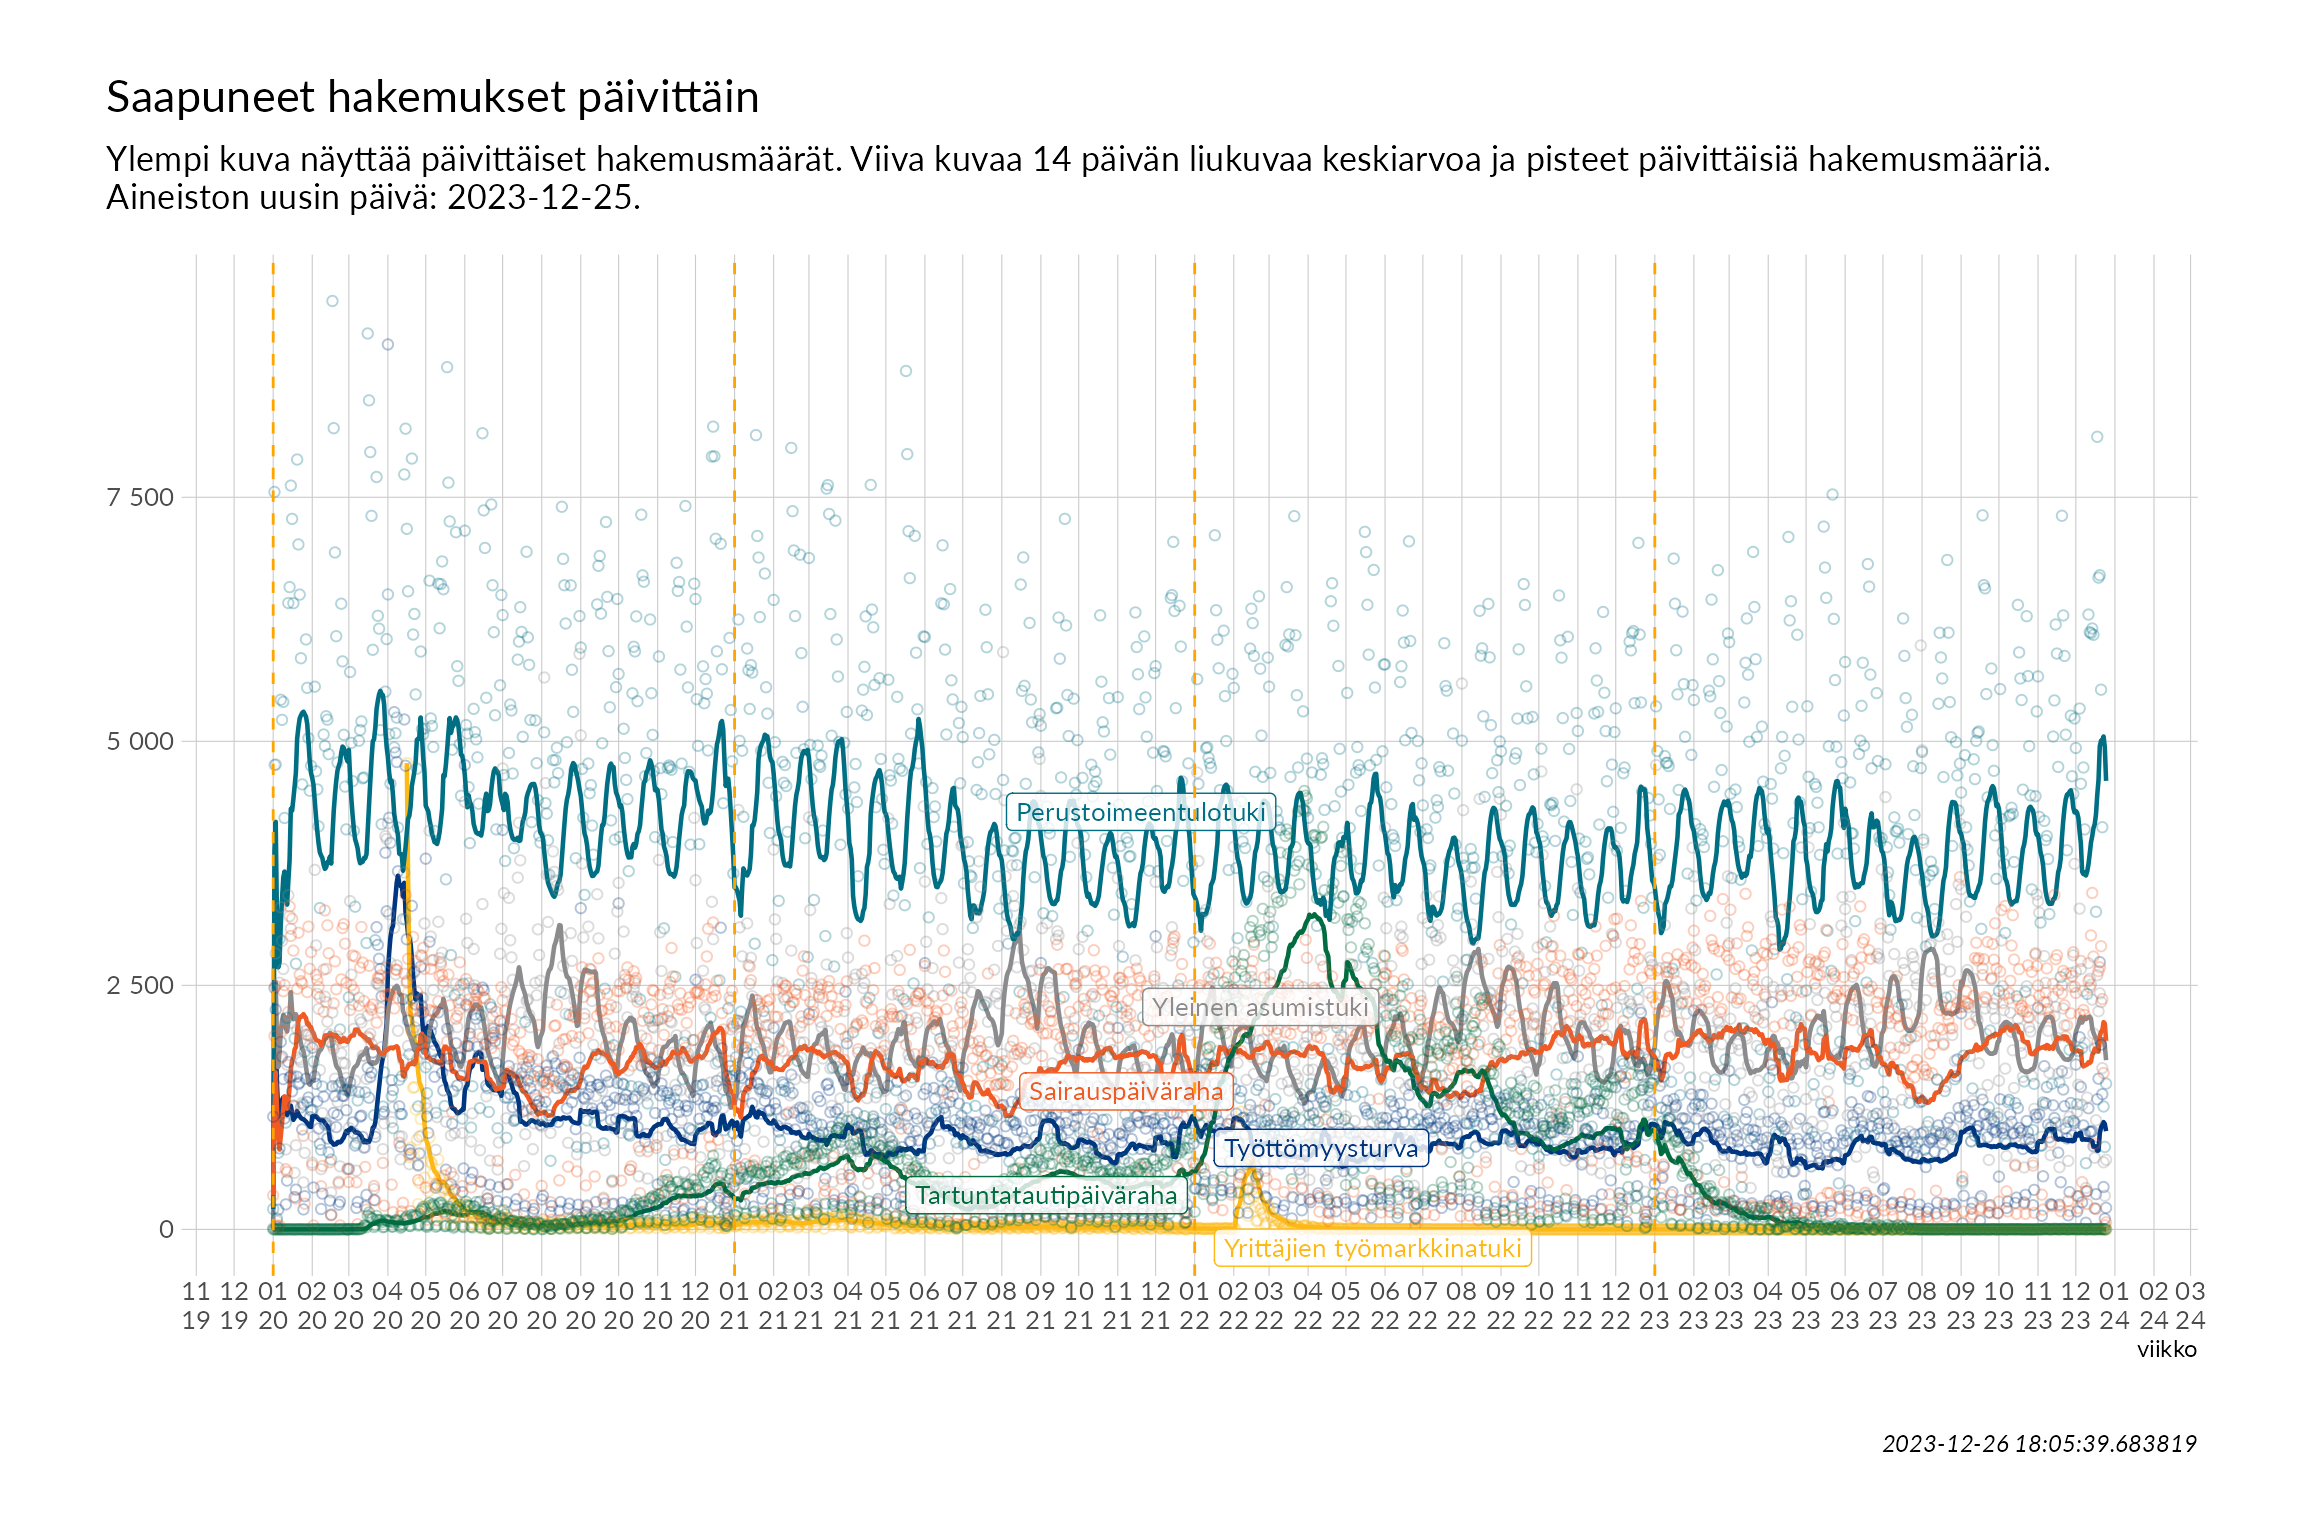 Saapuneet hakemukset päivittäin
Ylempi kuva näyttää päivittäiset hakemusmäärät. Viiva kuvaa 14 päivän liukuvaa keskiarvoa ja pisteet päivittäisiä hakemusmääriä.
Aineiston uusin päivä: 2023-12-25.
7 500
5 000
Perustoimeentulotuki
2 500
Yleinen asumistuki
Sairauspäiväraha
Työttömyysturva
Tartuntatautipäiväraha
0
Yrittäjien työmarkkinatuki
11 12 01 02 03 04 05 06 07 08 09 10 11 12 01 02 03 04 05 06 07 08 09 10 11 12 01 02 03 04 05 06 07 08 09 10 11 12 01 02 03 04 05 06 07 08 09 10 11 12 01 02 03
19 19 20 20 20 20 20 20 20 20 20 20 20 20 21 21 21 21 21 21 21 21 21 21 21 21 22 22 22 22 22 22 22 22 22 22 22 22 23 23 23 23 23 23 23 23 23 23 23 23 24 24 24
viikko
2023-12-26 18:05:39.683819